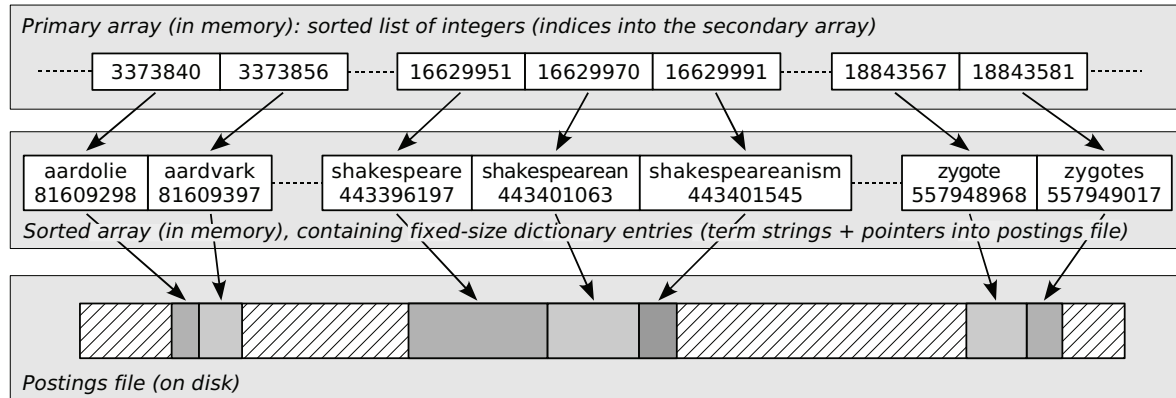 Primary array (in memory): sorted list of integers (indices into the secondary array)
3373840 3373856 16629951 16629970 16629991 18843567 18843581
aardolie aardvark shakespeare shakespearean shakespeareanism zygote zygotes
81609298 81609397 443396197 443401063 443401545 557948968 557949017
Sorted array (in memory), containing fixed-size dictionary entries (term strings + pointers into postings file)
Postings file (on disk)